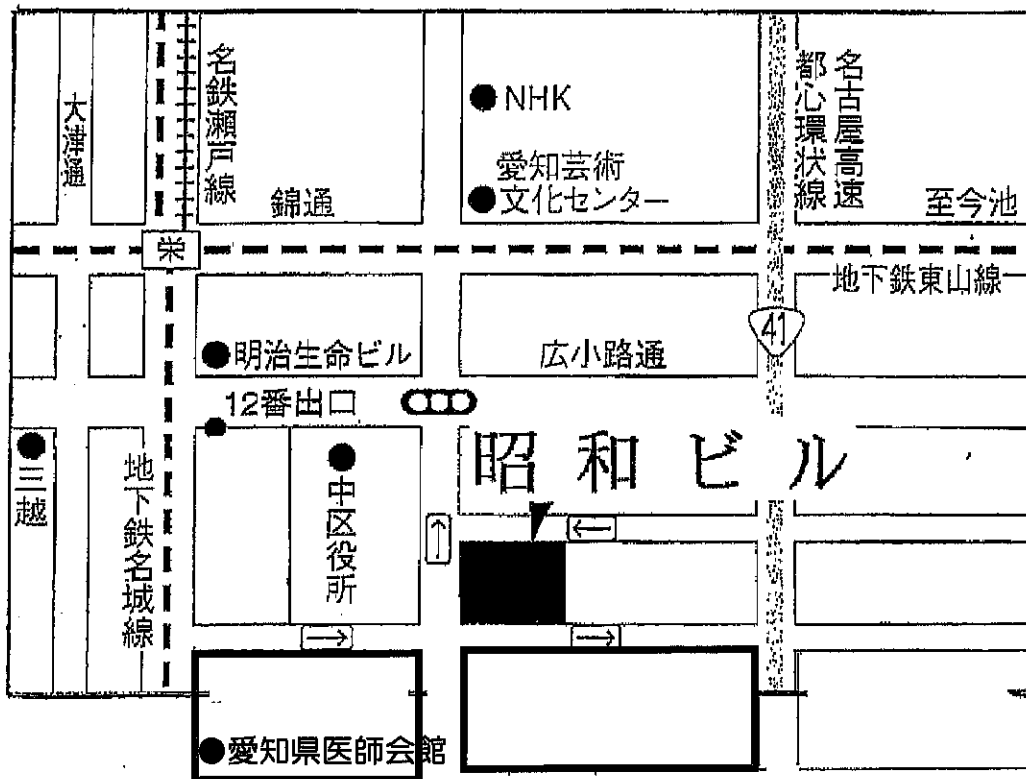 大津通
名鉄瀬戸線
NHK
愛知芸術
文化センター
名古屋高速
都心環状線
錦通
至今池
栄
地下鉄東山線
41
明治生命ビル
広小路通
12番出口
三越
地下鉄名城線
中区役所
昭和ビル
↑
←
→
→
愛知県医師会館